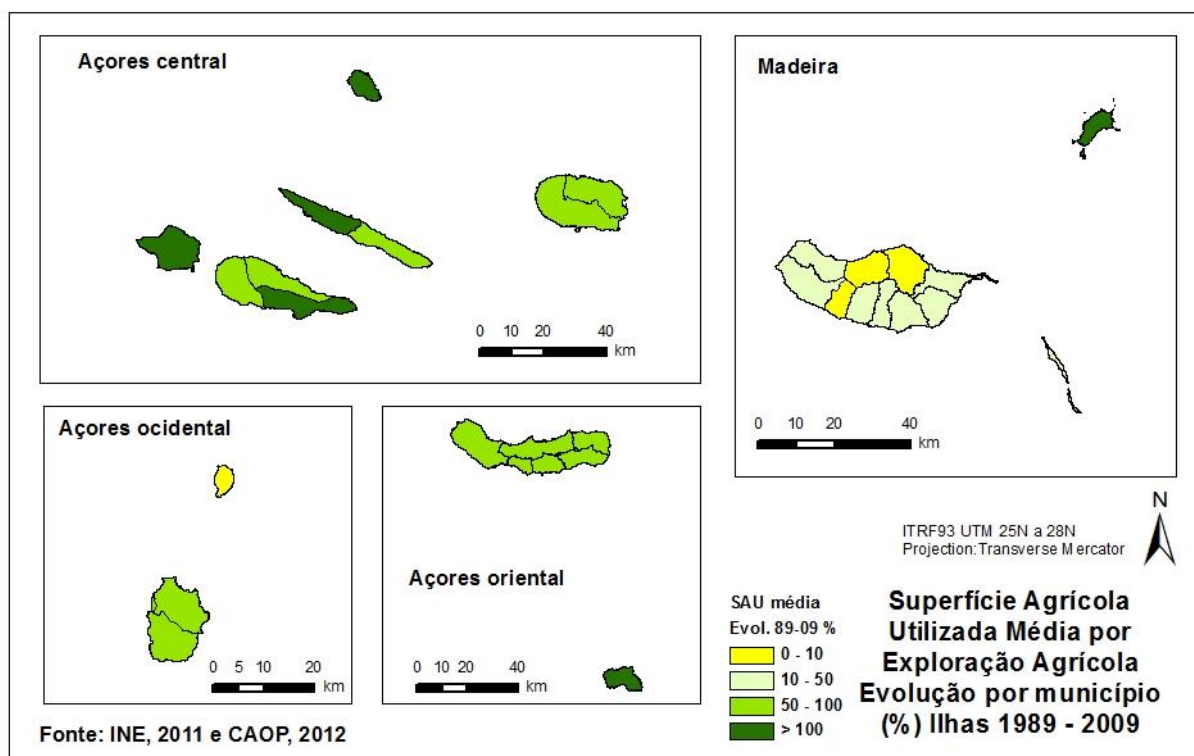 Açores central
0 10 20 40
km
Madeira
0 10 20 40
km
Açores ocidental
0 5 10 20
km
Açores oriental
0 10 20 40
km
N
ITRF93 UTM 25N a 28N
Projection:Transverse Mercator
SAU média
Evol. 89-09 %
0 - 10
10 - 50
50 - 100
> 100
Superfície Agrícola
Utilizada Média por
Exploração Agrícola
Evolução por município
(%) Ilhas 1989 - 2009
Fonte: INE, 2011 e CAOP, 2012